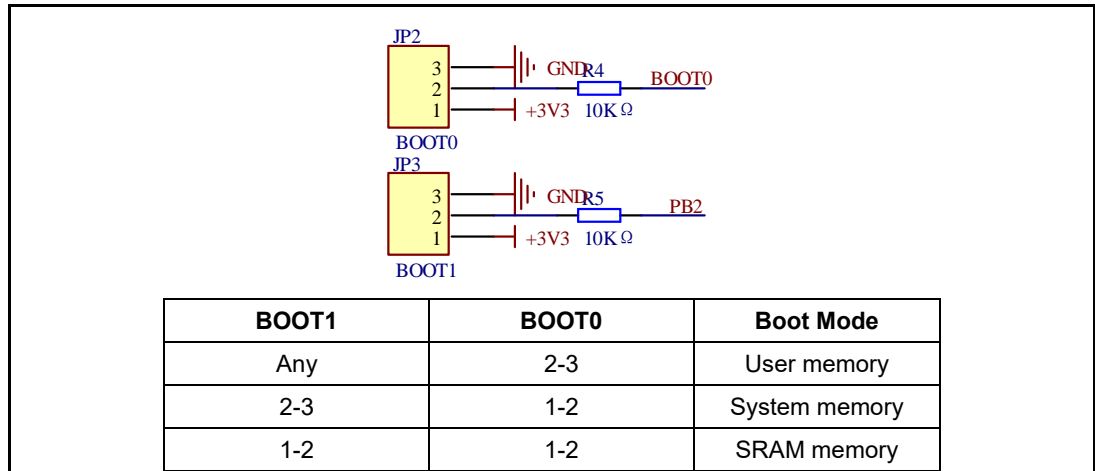 JP2
3 GND R4 BOOT0
2
1 +3V3 10KΩ
BOOT0
JP3
3 GND R5 PB2
2
1 +3V3 10KΩ
BOOT1
BOOT1 BOOT0 Boot Mode
Any 2-3 User memory
2-3 1-2 System memory
1-2 1-2 SRAM memory